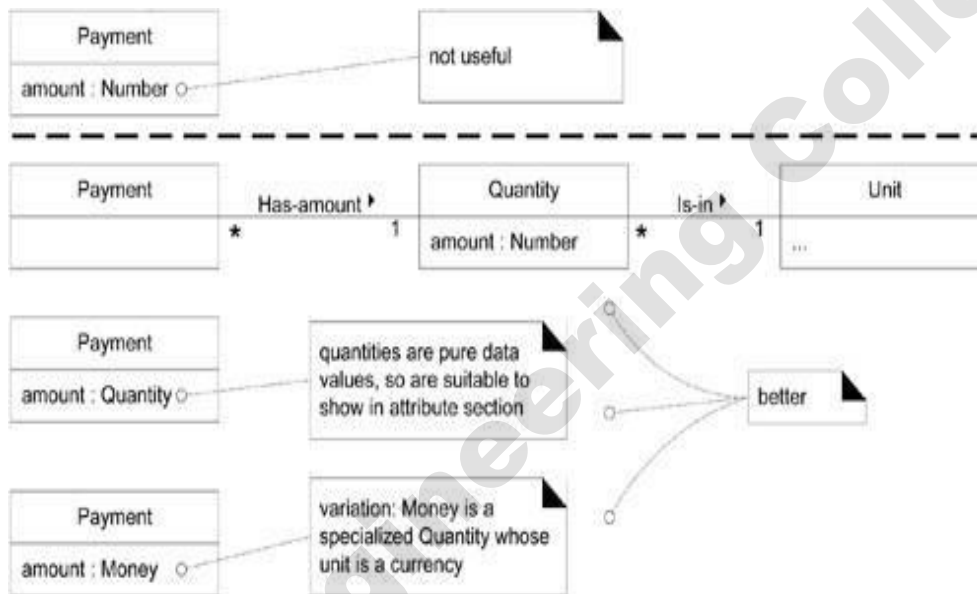 Payment
amount : Number
not useful
Payment
Has-amount
*
1
Quantity
amount : Number
Is-in
*
1
Unit
...
Payment
amount : Quantity
quantities are pure data
values, so are suitable to
show in attribute section
better
Payment
amount : Money
variation: Money is a
specialized Quantity whose
unit is a currency